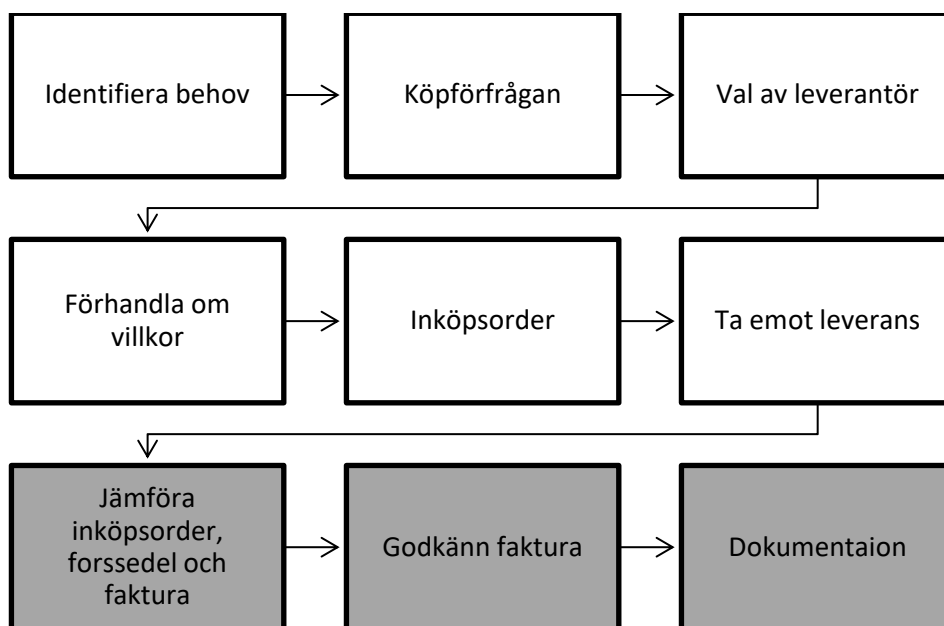 Identifiera behov
Köpförfrågan
Val av leverantör
Förhandla om
villkor
Inköpsorder
Ta emot leverans
Jämföra
inköpsorder,
forssedel och
faktura
Godkänn faktura
Dokumentaion